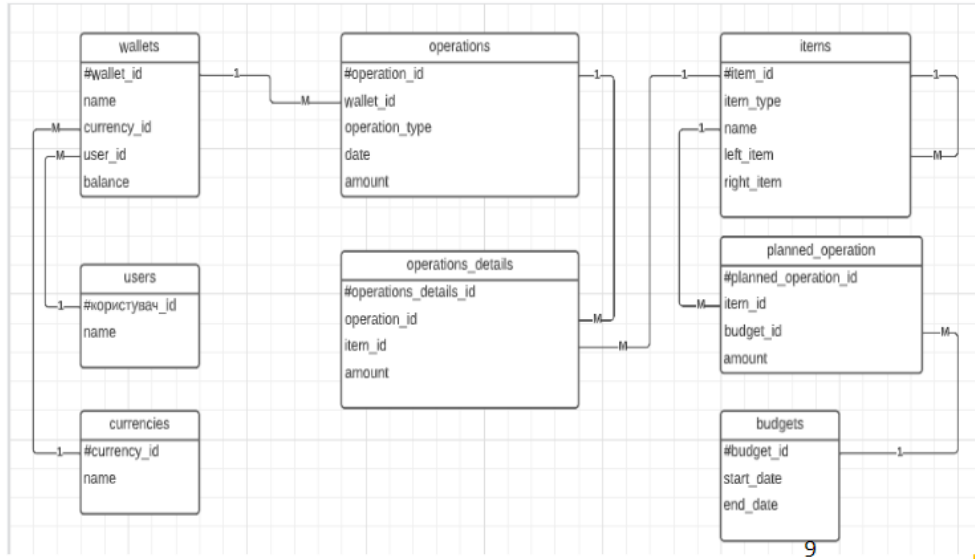 wallets
#wallet_id
name
currency_id
user_id
balance
operations
#operation_id
wallet_id
operation_type
date
amount
items
#item_id
item_type
name
left_item
right_item
users
#користувач_id
name
operations_details
#operations_details_id
operation_id
item_id
amount
planned_operation
#planned_operation_id
item_id
budget_id
amount
currencies
#currency_id
name
budgets
#budget_id
start_date
end_date
1
M
M
M
1
1
1
M
1
M
1
M
1
M
M
1
9